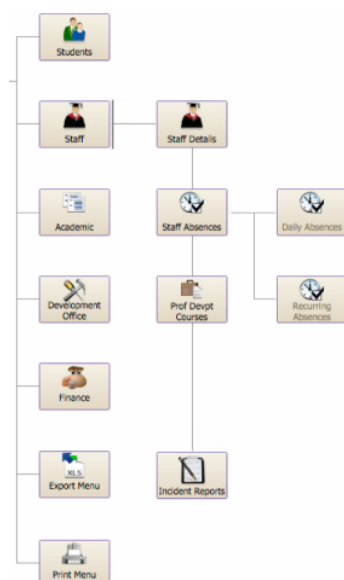 Students
Staff
Staff Details
Academic
Staff Absences
Daily Absences
Development
Office
Prof Devpt
Courses
Recurring
Absences
Finance
XLS
Export Menu
Incident Reports
Print Menu